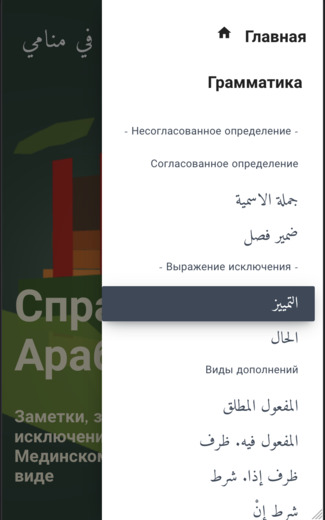 في منامي
Главная
Грамматика
- Несогласованное определение -
Согласованное определение
جملة الاسمية
ضمير فصل
- Выражение исключения -
التمييز
الحال
Виды дополнений
المفعول المطلق
المفعول فيه. ظرف
ظرف إذا. شرط
شرط إنْ
Спра
Араб
Заметки, з
исключени
Мединском
виде